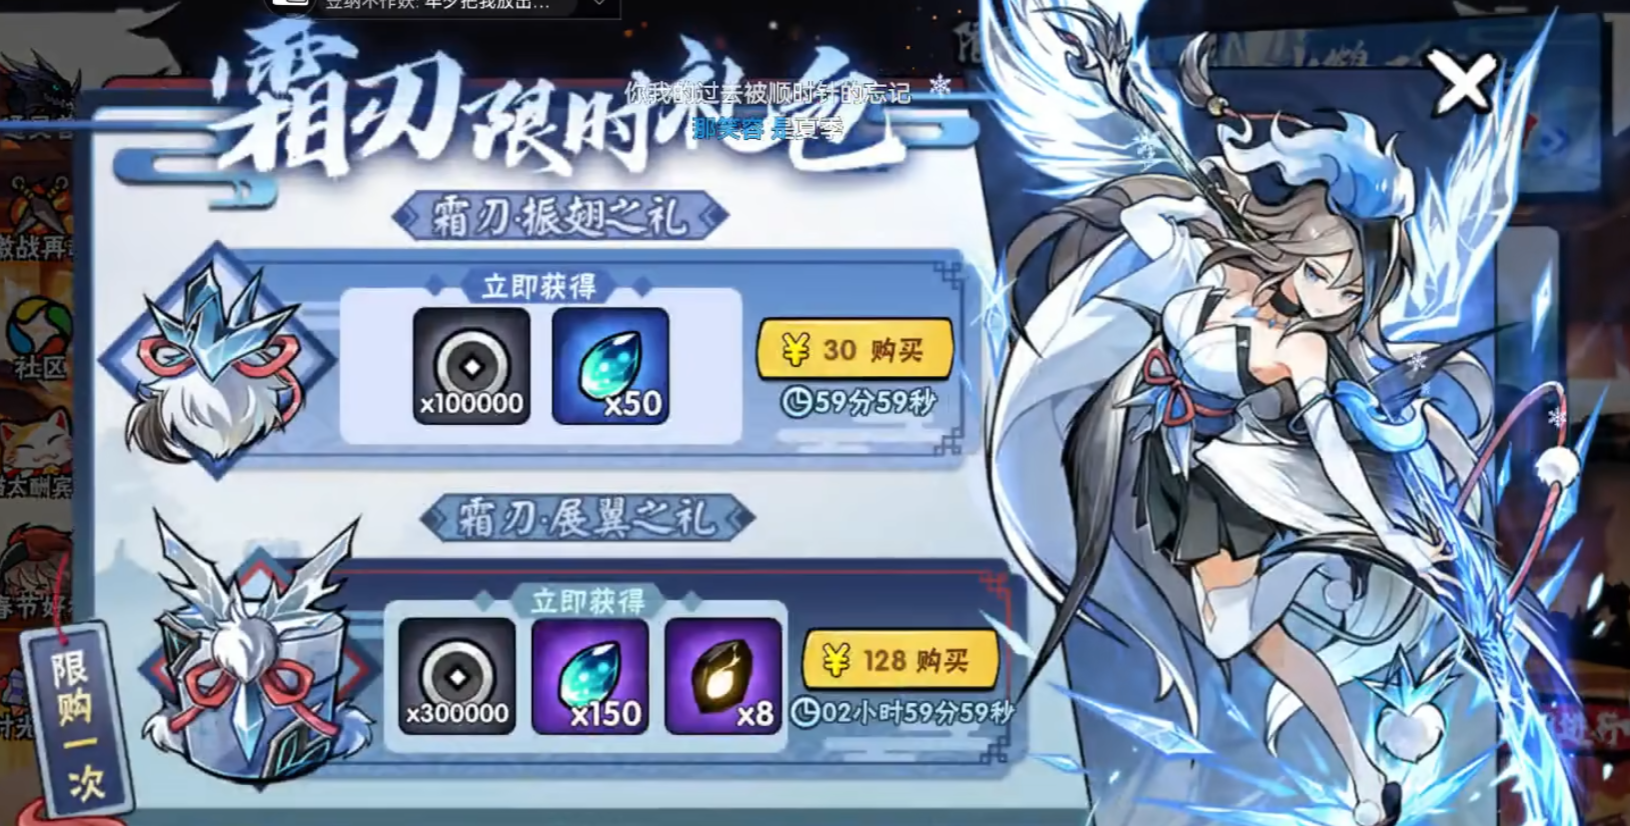 霜刃限时礼包
你我的过去被顺时针的忘记
那笑容 是夏季
霜刃·振翅之礼
立即获得
x100000
x50
¥ 30 购买
59分59秒
霜刃·展翼之礼
立即获得
x300000
x150
x8
¥ 128 购买
02小时59分59秒
限购一次
社区